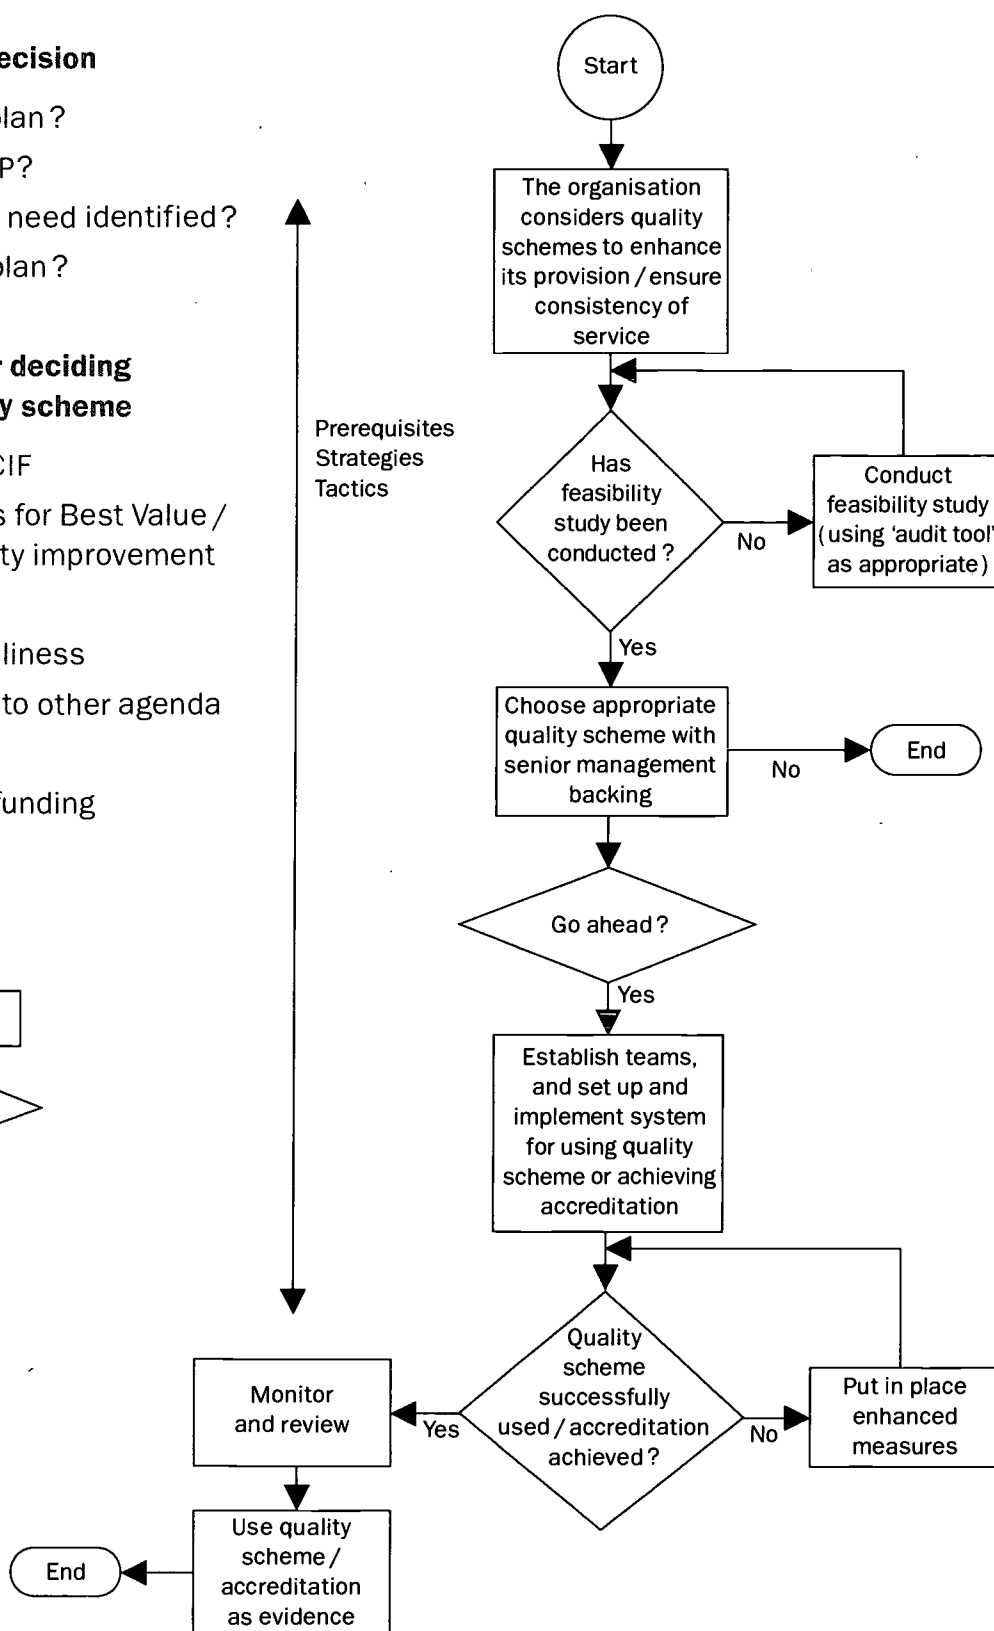 ecision
lan?
P?
need identified?
lan?
r deciding
y scheme
CIF
s for Best Value /
ty improvement
liness
to other agenda
funding
Prerequisites
Strategies
Tactics
Start
The organisation
considers quality
schemes to enhance
its provision / ensure
consistency of
service
Has
feasibility
study been
conducted?
No
Conduct
feasibility study
(using 'audit tool'
as appropriate)
Yes
Choose appropriate
quality scheme with
senior management
backing
No
End
Go ahead?
Yes
Establish teams,
and set up and
implement system
for using quality
scheme or achieving
accreditation
Quality
scheme
successfully
used / accreditation
achieved?
No
Put in place
enhanced
measures
Yes
Monitor
and review
Use quality
scheme /
accreditation
as evidence
End